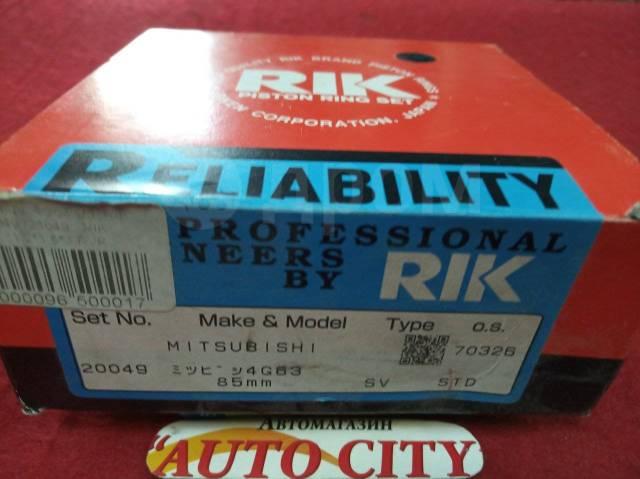 RIK
PISTON RING SET
CORPORATION, JAPAN
RELIABILITY
PROFESSIONAL
NEERS
BY RIK
000096 500017
Set No. Make & Model Type o.s.
MITSUBISHI 70326
20049 ミツビシ4G63
85mm SV STD
Автомагазин
"AUTO CITY"